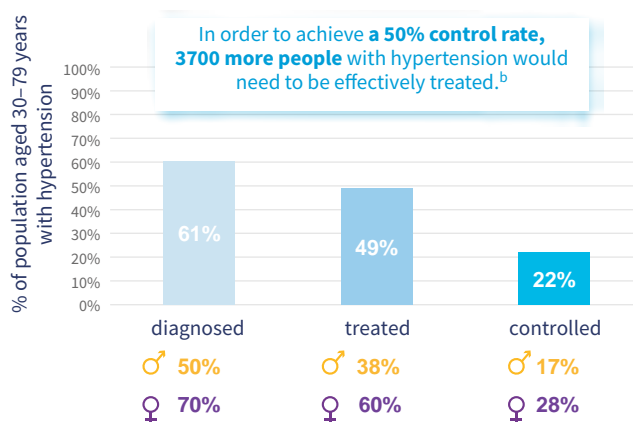 In order to achieve a 50% control rate,
3700 more people with hypertension would
need to be effectively treated.b
% of population aged 30–79 years
with hypertension
100%
90%
80%
70%
60%
50%
40%
30%
20%
10%
0%
61%
49%
22%
diagnosed treated controlled
♂ 50% ♂ 38% ♂ 17%
♀ 70% ♀ 60% ♀ 28%